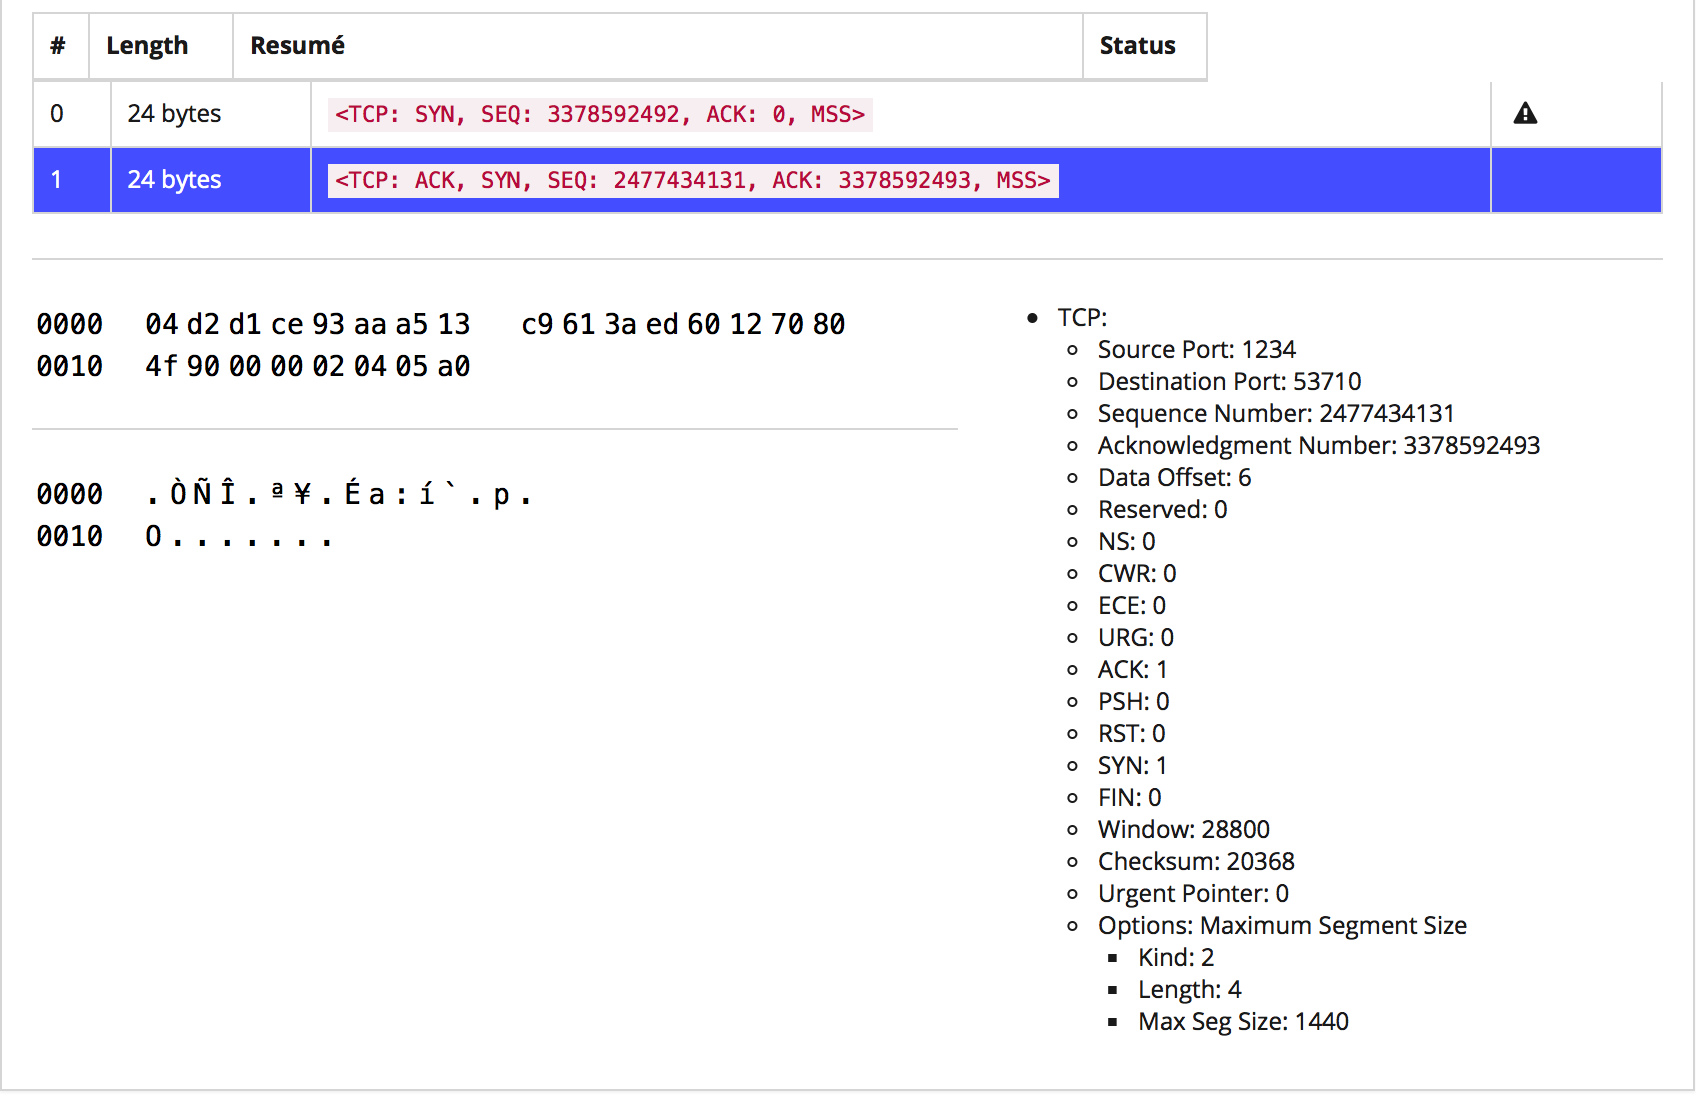 # Length Resumé Status
0 24 bytes <TCP: SYN, SEQ: 3378592492, ACK: 0, MSS>
1 24 bytes <TCP: ACK, SYN, SEQ: 2477434131, ACK: 3378592493, MSS>
0000 04 d2 d1 ce 93 aa a5 13 c9 61 3a ed 60 12 70 80
0010 4f 90 00 00 02 04 05 a0
0000 . Ò Ñ Î . ª ¥ . É a : í ` . p .
0010 O . . . . . . .
TCP:
Source Port: 1234
Destination Port: 53710
Sequence Number: 2477434131
Acknowledgment Number: 3378592493
Data Offset: 6
Reserved: 0
NS: 0
CWR: 0
ECE: 0
URG: 0
ACK: 1
PSH: 0
RST: 0
SYN: 1
FIN: 0
Window: 28800
Checksum: 20368
Urgent Pointer: 0
Options: Maximum Segment Size
Kind: 2
Length: 4
Max Seg Size: 1440